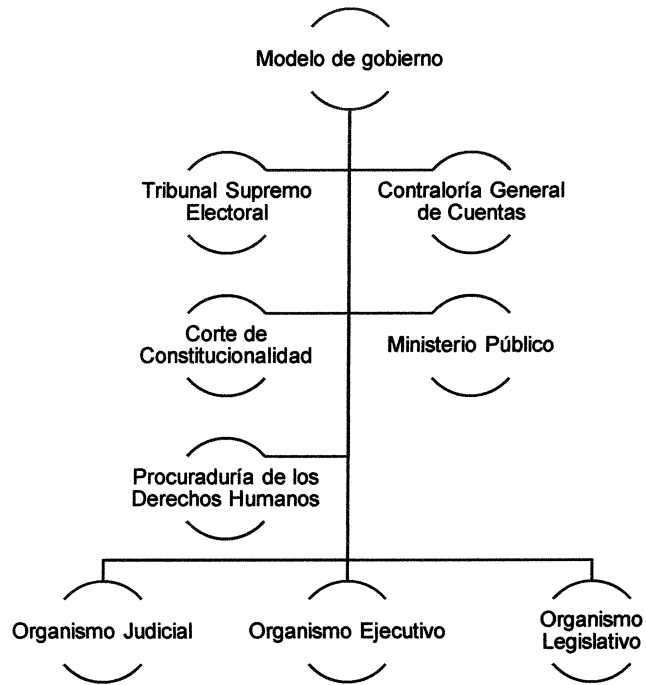 Modelo de gobierno
Tribunal Supremo
Electoral
Contraloría General
de Cuentas
Corte de
Constitucionalidad
Ministerio Público
Procuraduría de los
Derechos Humanos
Organismo Judicial
Organismo Ejecutivo
Organismo
Legislativo